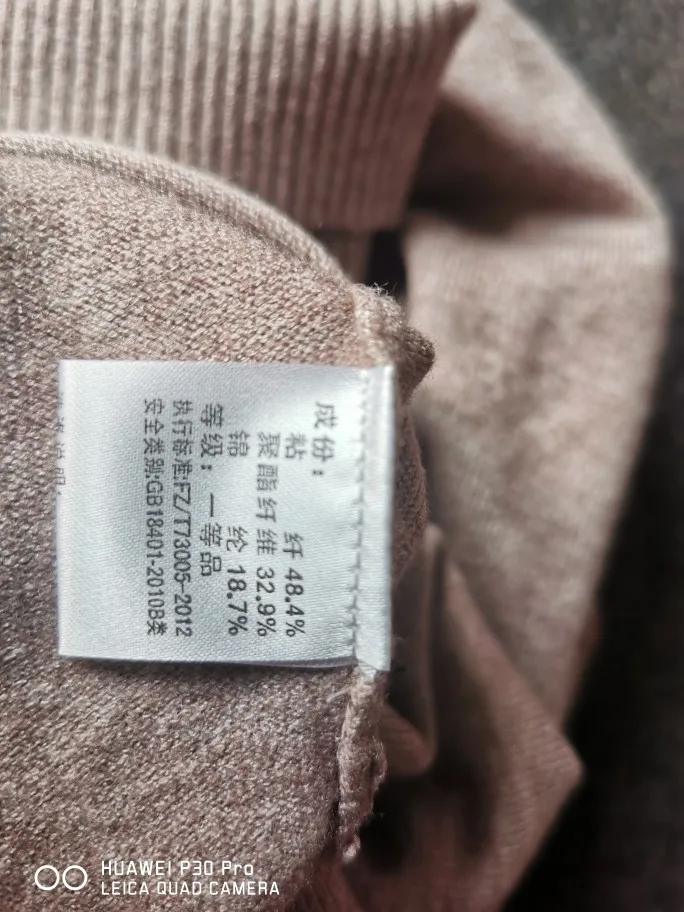 成份：
粘 纤 48.4%
聚酯纤维 32.9%
锦 纶 18.7%
等级： 一等品
执行标准:FZ/T73005-2012
安全类别:GB18401-2010B类
HUAWEI P30 Pro
LEICA QUAD CAMERA